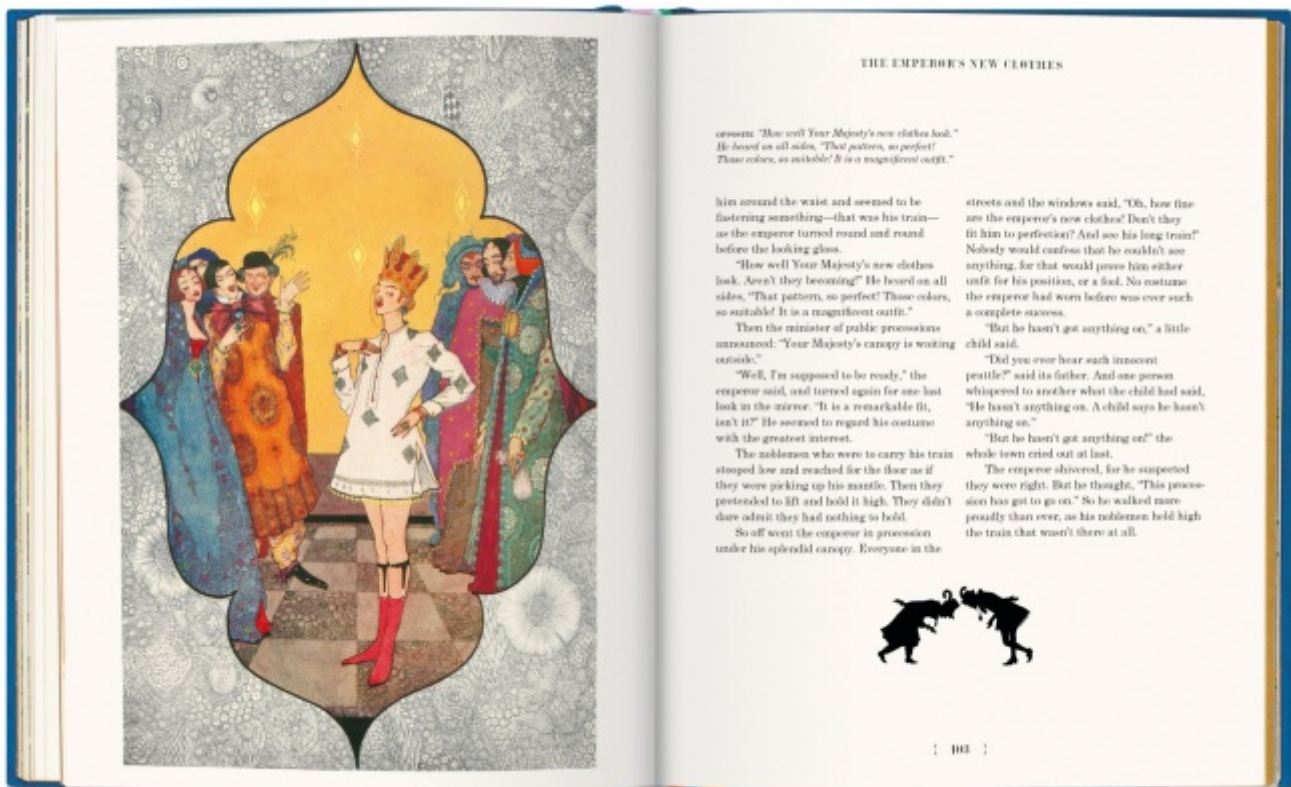 THE EMPEROR'S NEW CLOTHES
OPPOSITE "How well Your Majesty's new clothes look."
He heard on all sides, "That pattern, so perfect!
Those colors, so suitable! It is a magnificent outfit."
him around the waist and seemed to be
fastening something—that was his train—
as the emperor turned round and round
before the looking glass.
"How well Your Majesty's new clothes
look. Aren't they becoming!" He heard on all
sides, "That pattern, so perfect! Those colors,
so suitable! It is a magnificent outfit."
Then the minister of public processions
announced: "Your Majesty's canopy is waiting
outside."
"Well, I'm supposed to be ready," the
emperor said, and turned again for one last
look in the mirror. "It is a remarkable fit,
isn't it?" He seemed to regard his costume
with the greatest interest.
The noblemen who were to carry his train
stooped low and reached for the floor as if
they were picking up his mantle. Then they
pretended to lift and hold it high. They didn't
dare admit they had nothing to hold.
So off went the emperor in procession
under his splendid canopy. Everyone in the
streets and the windows said, "Oh, how fine
are the emperor's new clothes! Don't they
fit him to perfection? And see his long train!"
Nobody would confess that he couldn't see
anything, for that would prove him either
unfit for his position, or a fool. No costume
the emperor had worn before was ever such
a complete success.
"But he hasn't got anything on," a little
child said.
"Did you ever hear such innocent
prattle?" said its father. And one person
whispered to another what the child had said,
"He hasn't anything on. A child says he hasn't
anything on."
"But he hasn't got anything on!" the
whole town cried out at last.
The emperor shivered, for he suspected
they were right. But he thought, "This proces-
sion has got to go on." So he walked more
proudly than ever, as his noblemen held high
the train that wasn't there at all.
103